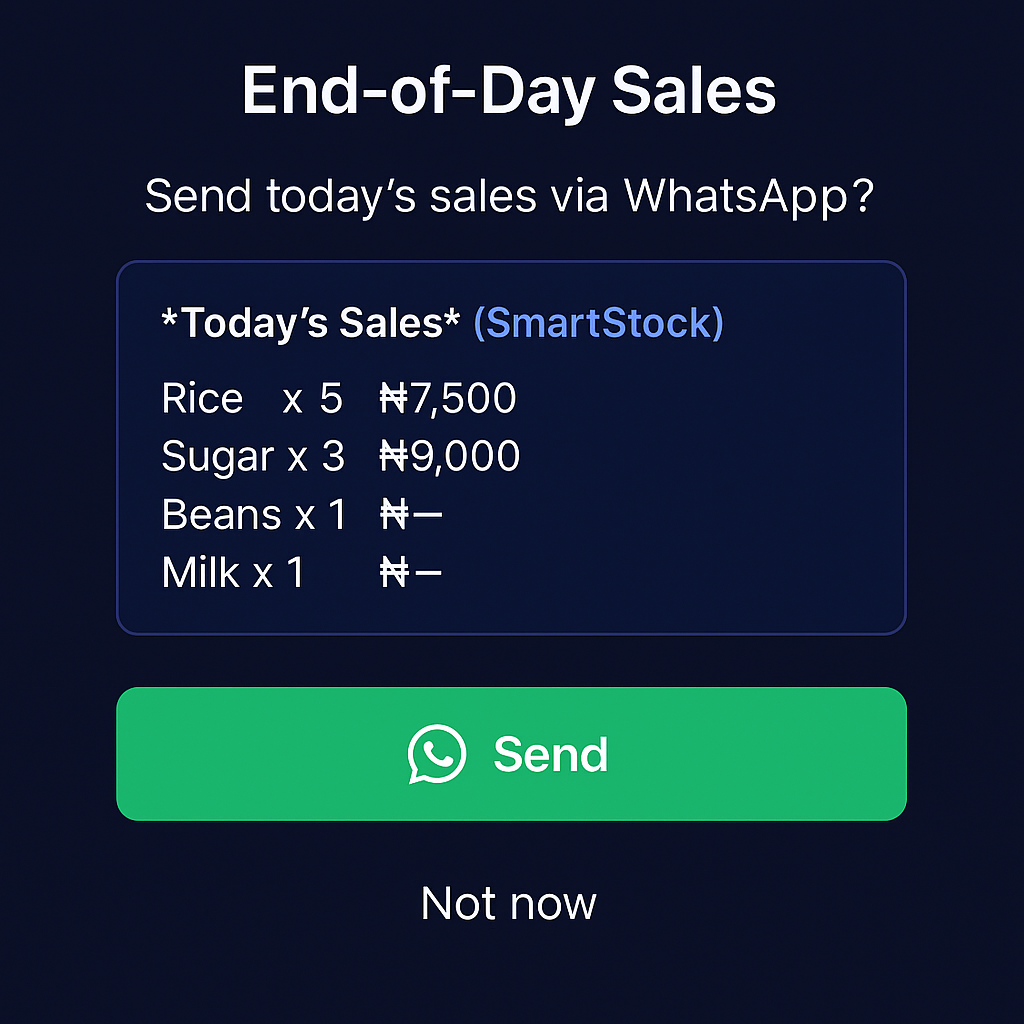 End-of-Day Sales
Send today’s sales via WhatsApp?
*Today’s Sales* (SmartStock)
Rice x 5 ₦7,500
Sugar x 3 ₦9,000
Beans x 1 ₦–
Milk x 1 ₦–
Send
Not now